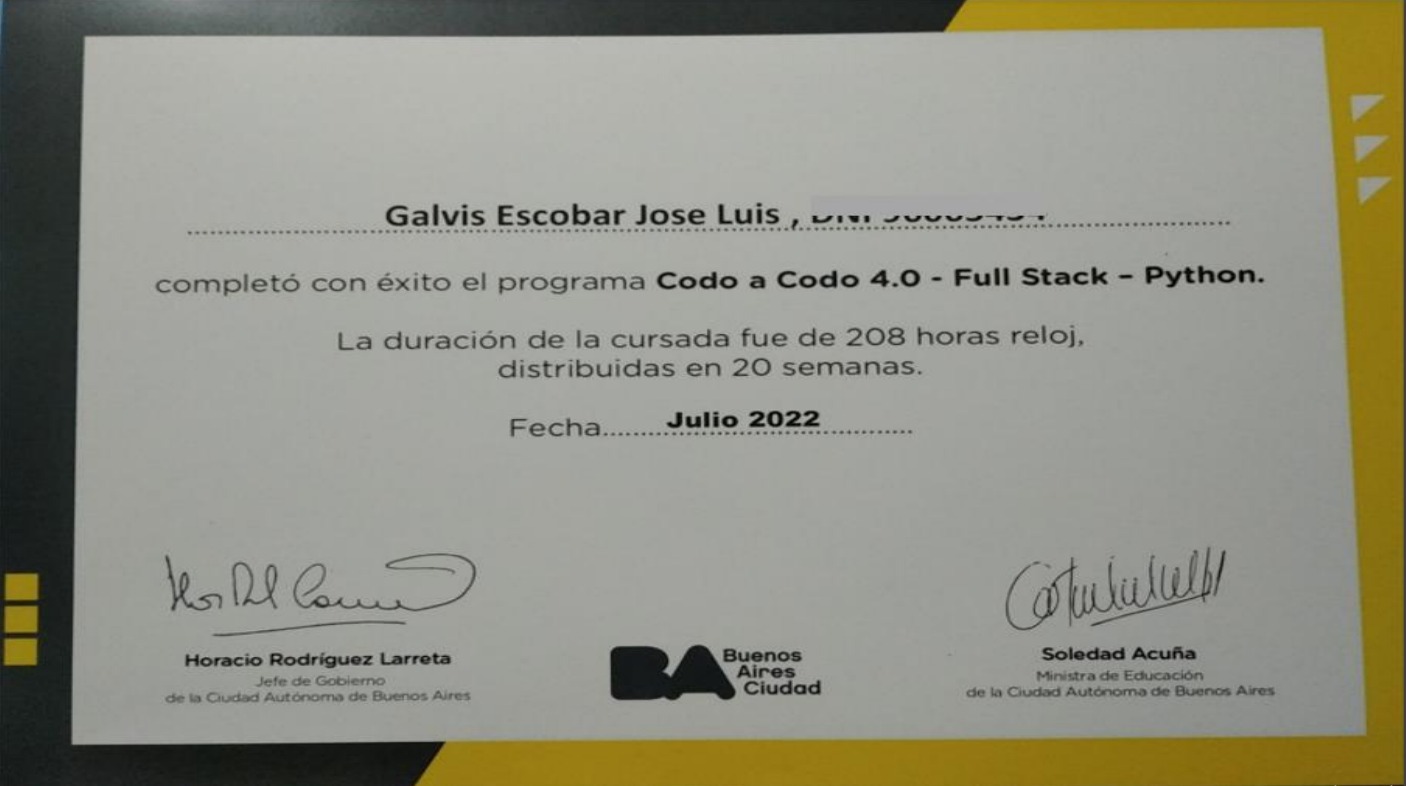 Galvis Escobar Jose Luis ,
completó con éxito el programa Codo a Codo 4.0 - Full Stack – Python.
La duración de la cursada fue de 208 horas reloj,
distribuidas en 20 semanas.
Fecha........Julio 2022............
Horacio Rodríguez Larreta
Jefe de Gobierno
de la Ciudad Autónoma de Buenos Aires
BA Buenos
Aires
Ciudad
Soledad Acuña
Ministra de Educación
de la Ciudad Autónoma de Buenos Aires